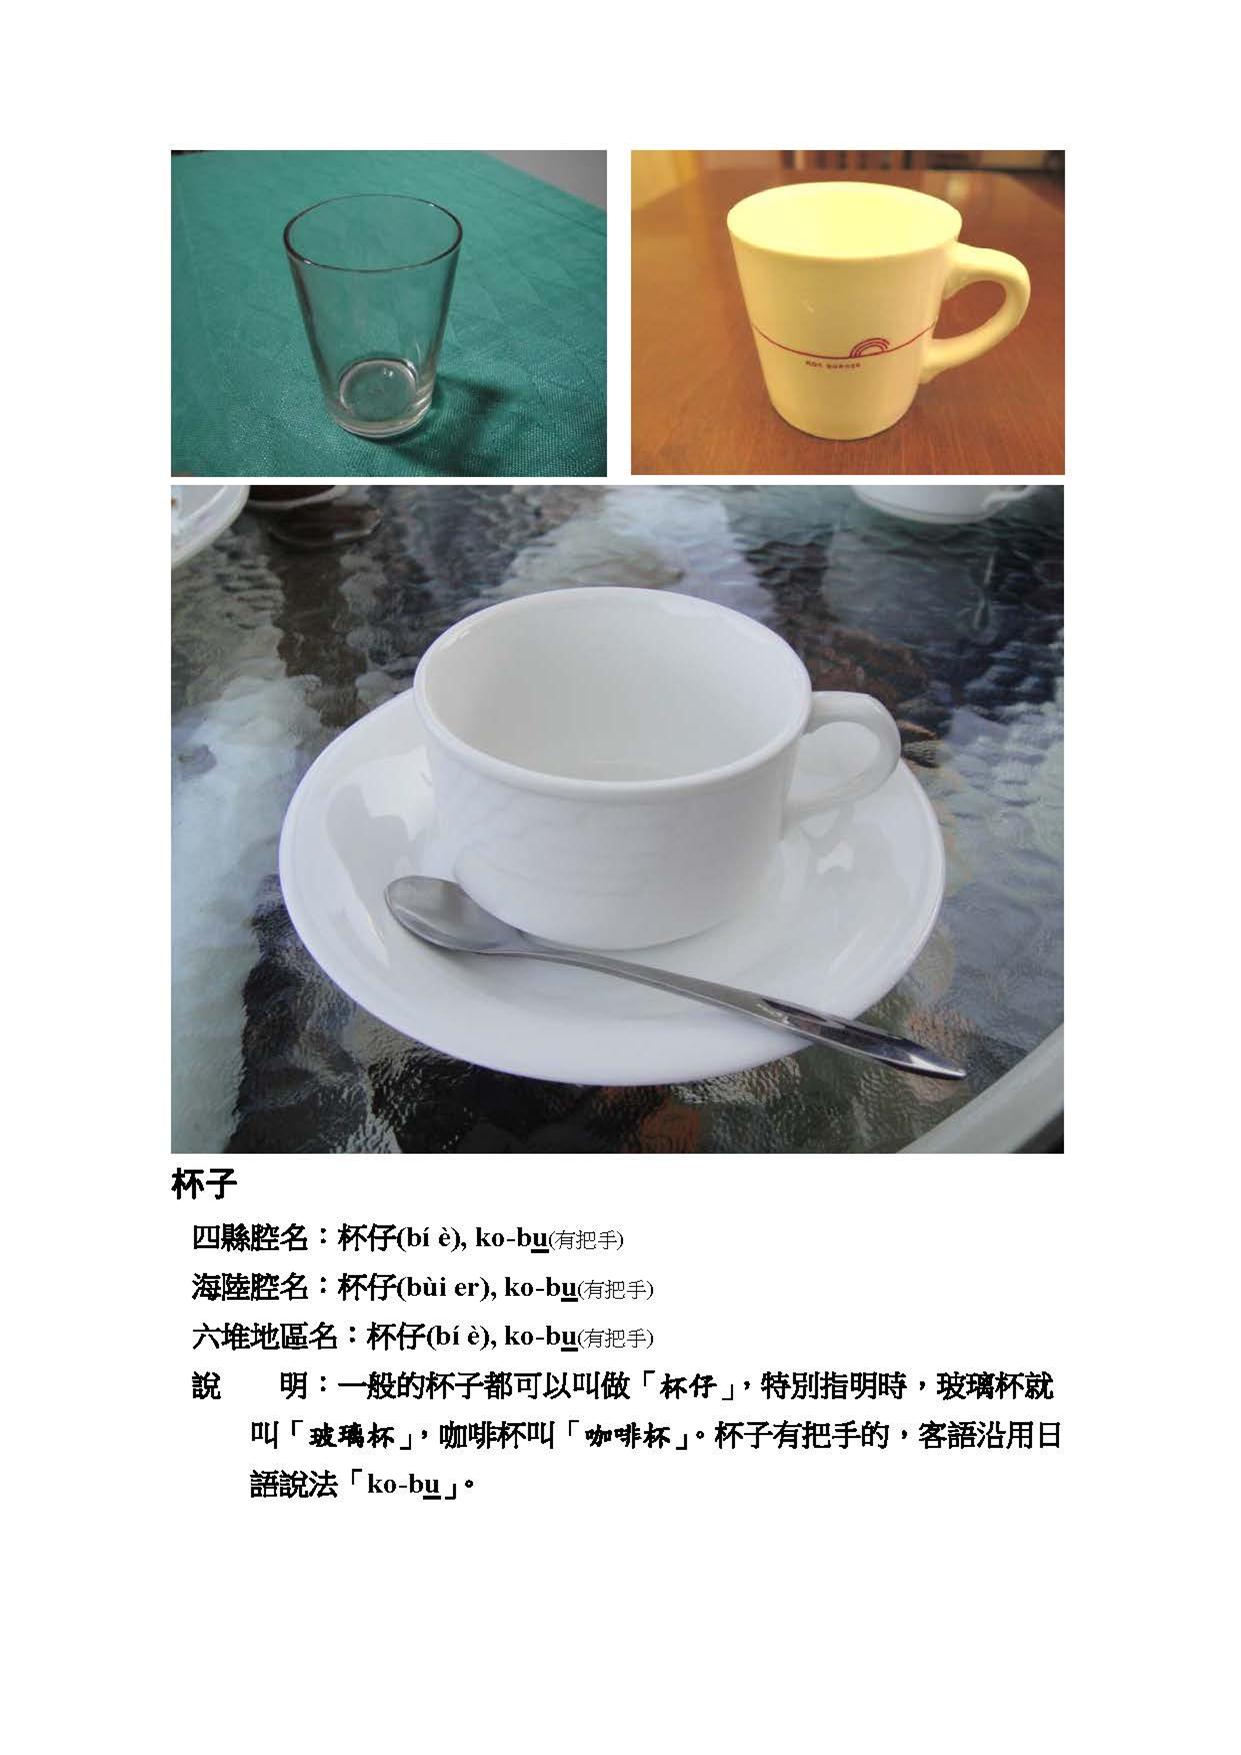 MOS BURGER
杯子
四縣腔名：杯仔(bí è), ko-bu(有把手)
海陸腔名：杯仔(bùi er), ko-bu(有把手)
六堆地區名：杯仔(bí è), ko-bu(有把手)
說　　明：一般的杯子都可以叫做「杯仔」，特別指明時，玻璃杯就
叫「玻璃杯」，咖啡杯叫「咖啡杯」。杯子有把手的，客語沿用日
語說法「ko-bu」。